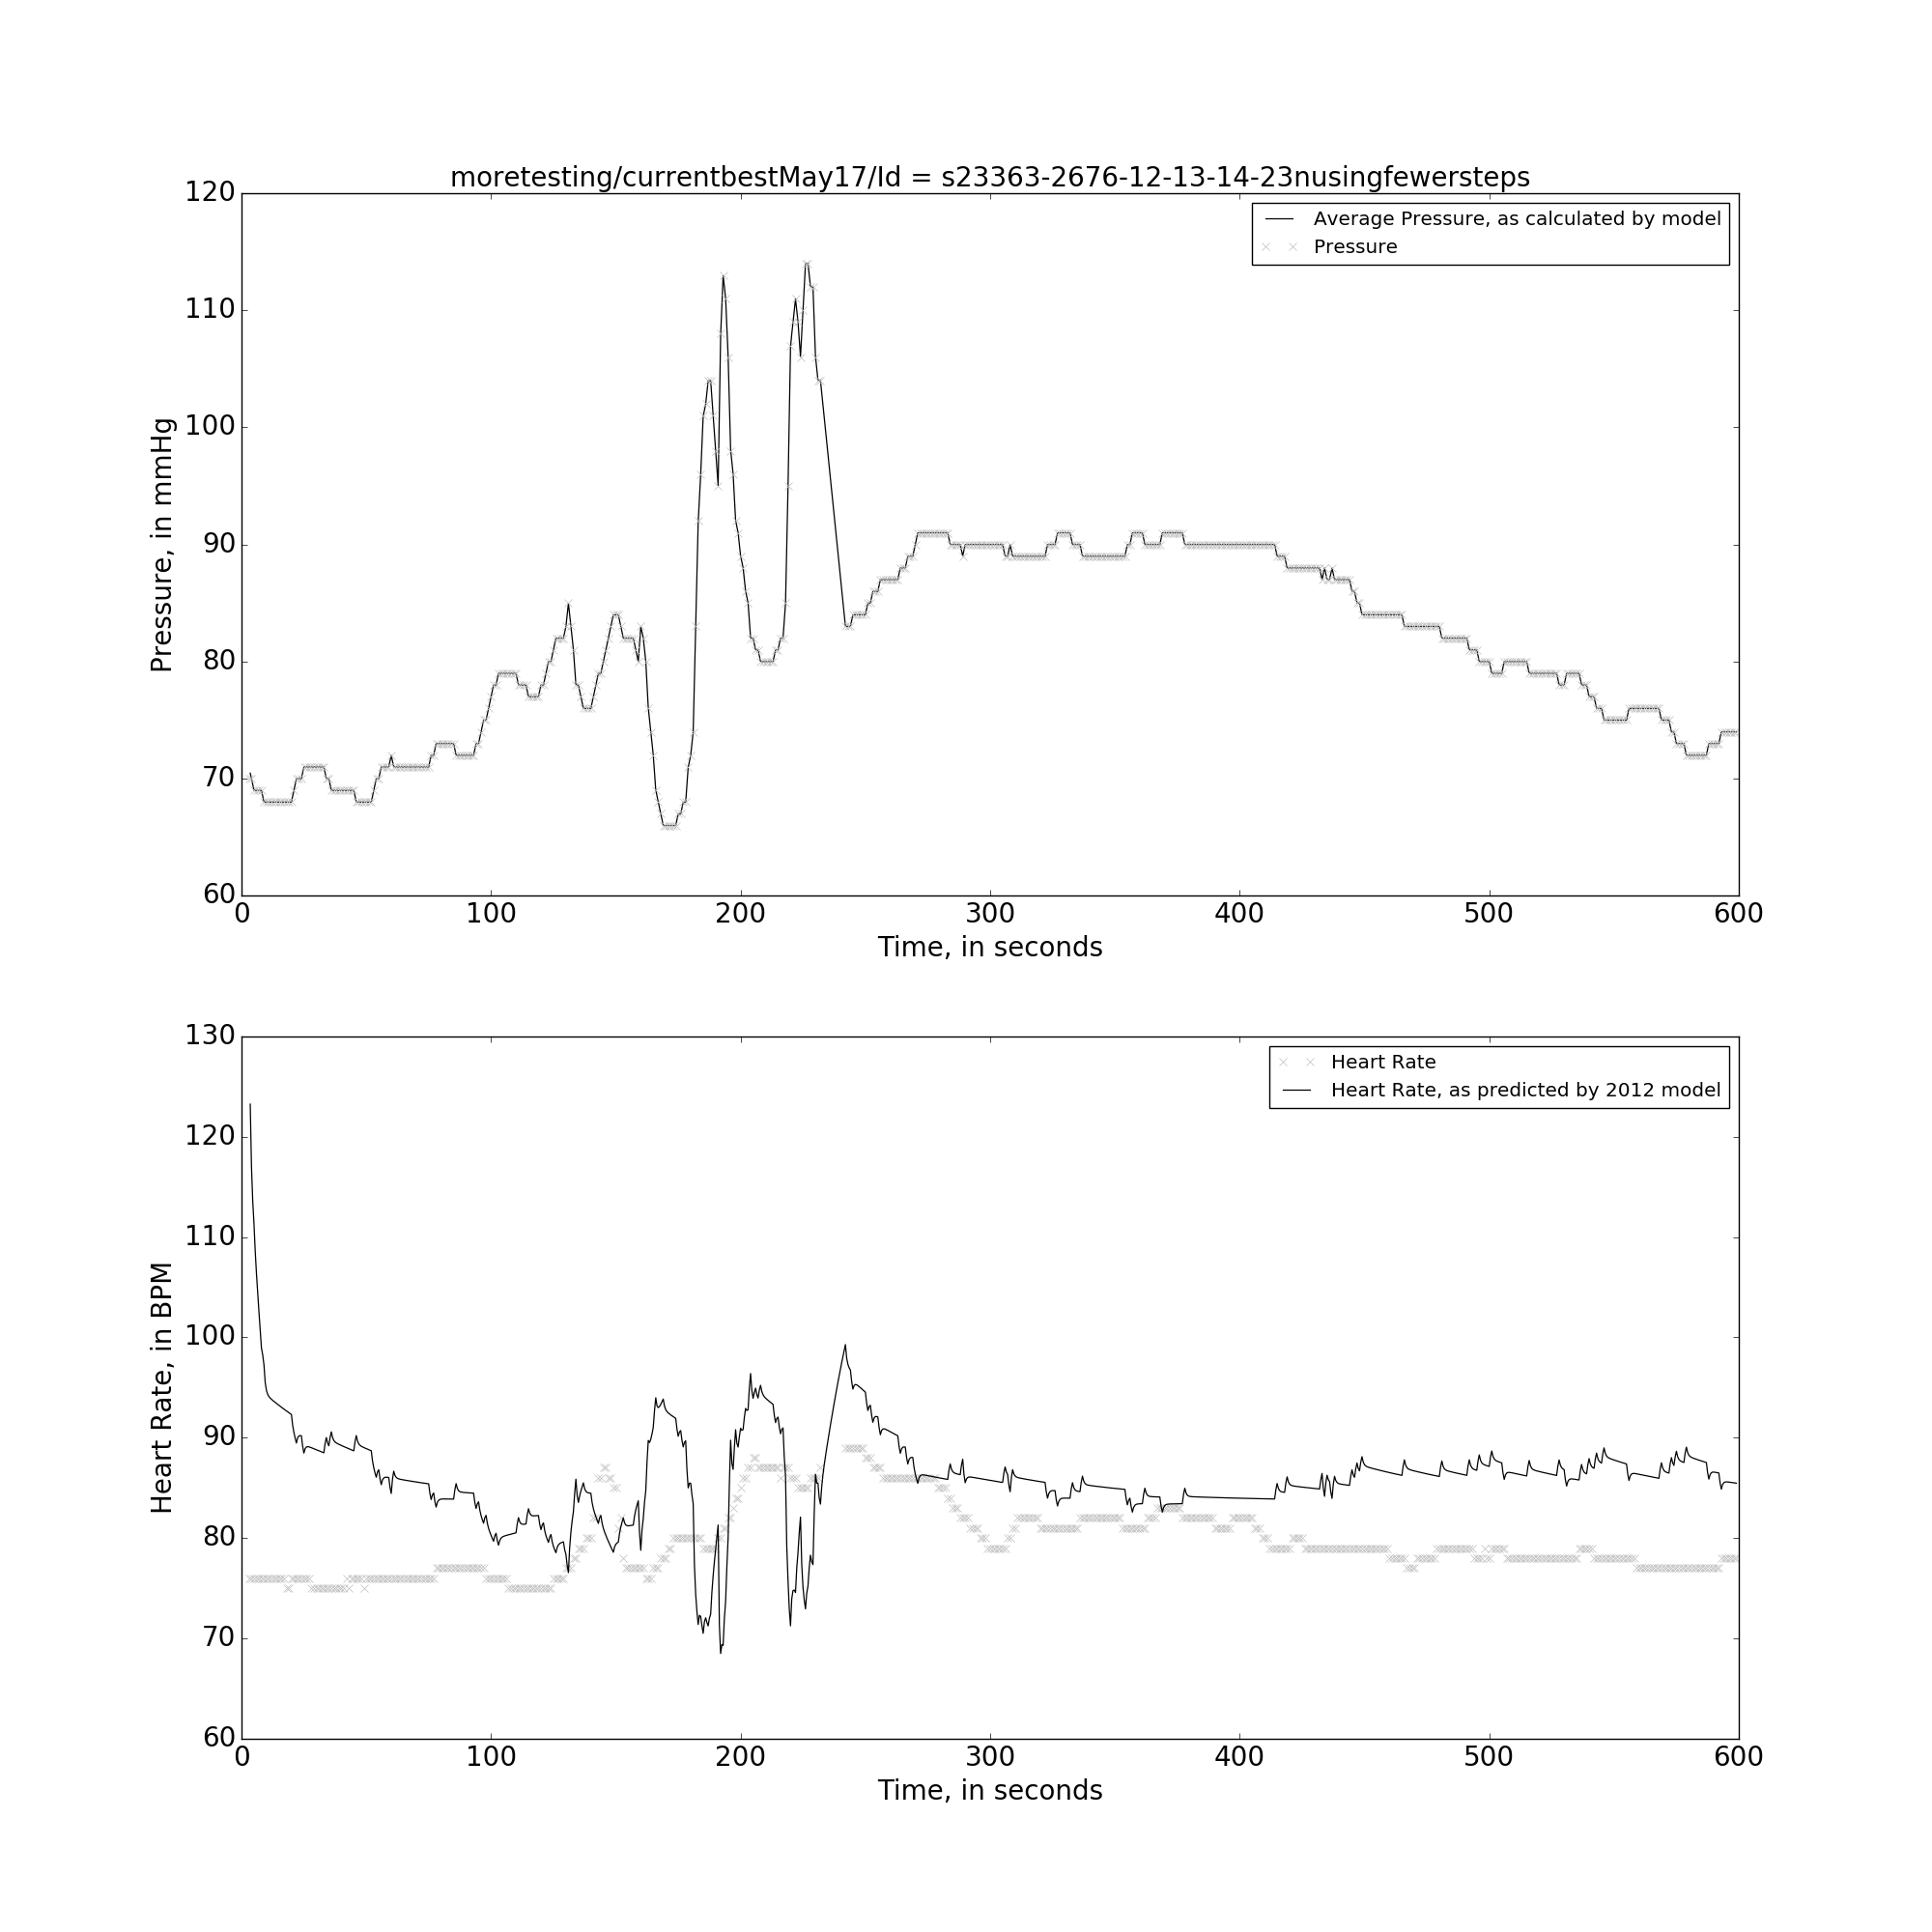 moretesting/currentbestMay17/Id = s23363-2676-12-13-14-23nusingfewersteps
120
110
100
90
80
70
60
Pressure, in mmHg
Average Pressure, as calculated by model
Pressure
0 100 200 300 400 500 600
Time, in seconds
130
120
110
100
90
80
70
60
Heart Rate, in BPM
Heart Rate
Heart Rate, as predicted by 2012 model
0 100 200 300 400 500 600
Time, in seconds